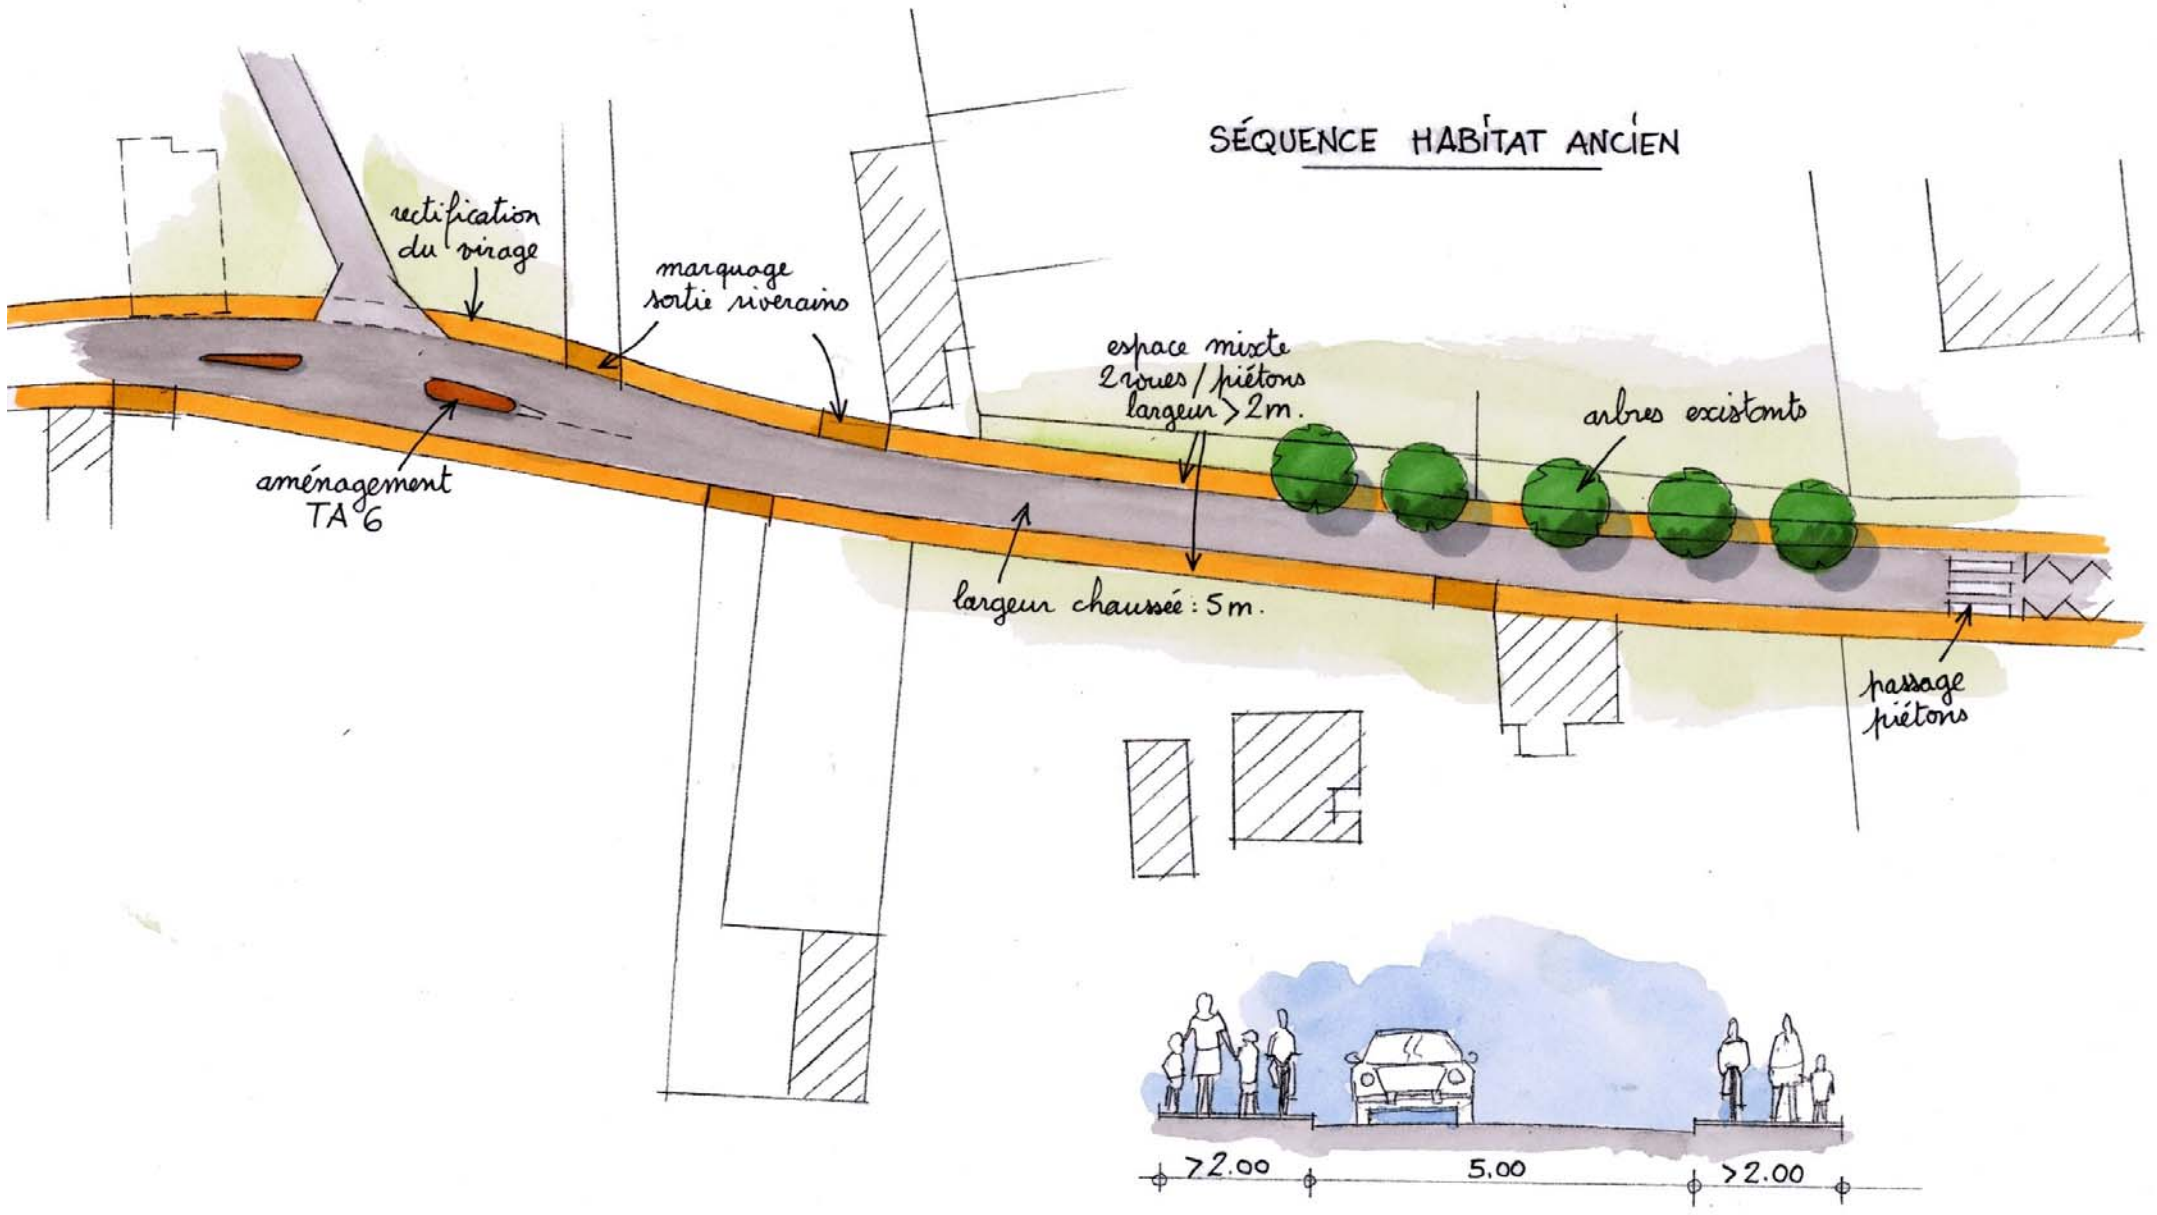 SÉQUENCE HABITAT ANCIEN
rectification
du virage
marquage
sortie riverains
espace mixte
2 roues / piétons
largeur > 2m.
arbres existants
aménagement
TA 6
largeur chaussée : 5m.
passage
piétons
>2.00
5.00
>2.00